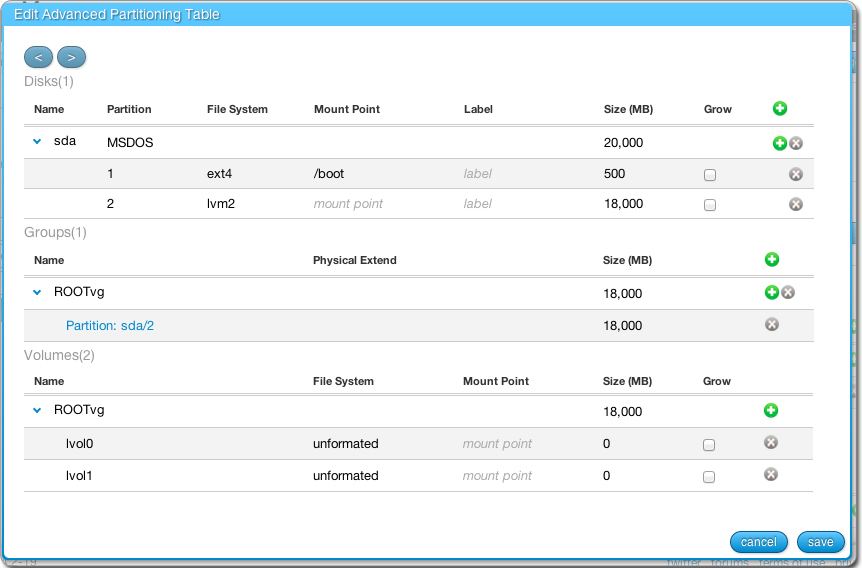 Edit Advanced Partitioning Table
< >
Disks(1)
Name Partition File System Mount Point Label Size (MB) Grow
sda MSDOS 20,000
1 ext4 /boot label 500
2 lvm2 mount point label 18,000
Groups(1)
Name Physical Extend Size (MB)
ROOTvg 18,000
Partition: sda/2 18,000
Volumes(2)
Name File System Mount Point Size (MB) Grow
ROOTvg 18,000
lvol0 unformated mount point 0
lvol1 unformated mount point 0
cancel save
twitter forums terms of use